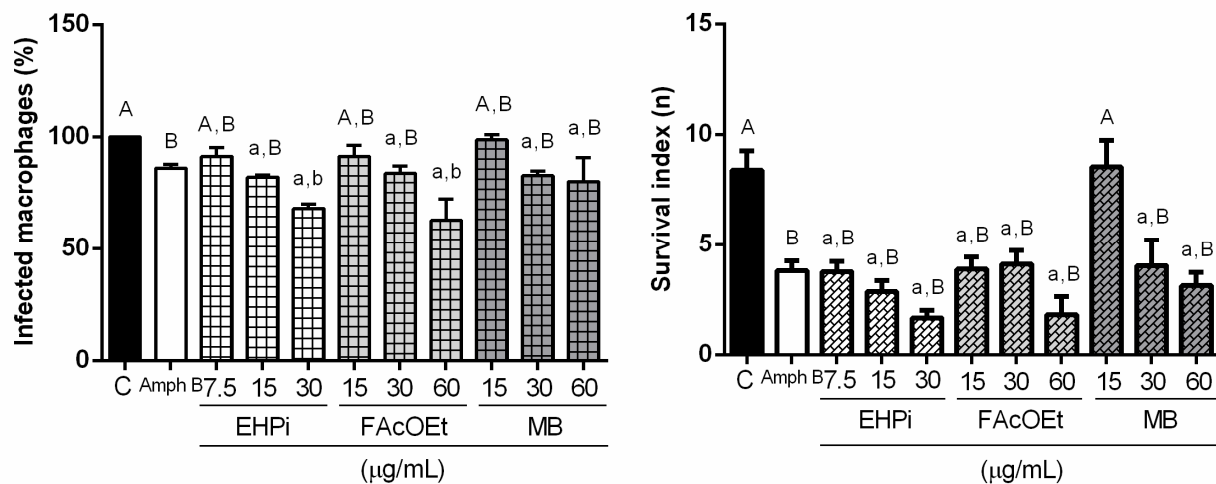 Infected macrophages (%)
150
100
50
0
A
B
A,B
a,B
a,b
A,B
a,B
a,b
A,B
a,B
a,B
C Amph B 7.5 15 30 15 30 60 15 30 60
EHPi FAcOEt MB
(μg/mL)
Survival index (n)
15
10
5
0
A
B
a,B
a,B
a,B
a,B
a,B
a,B
A
a,B
a,B
C Amph B 7.5 15 30 15 30 60 15 30 60
EHPi FAcOEt MB
(μg/mL)